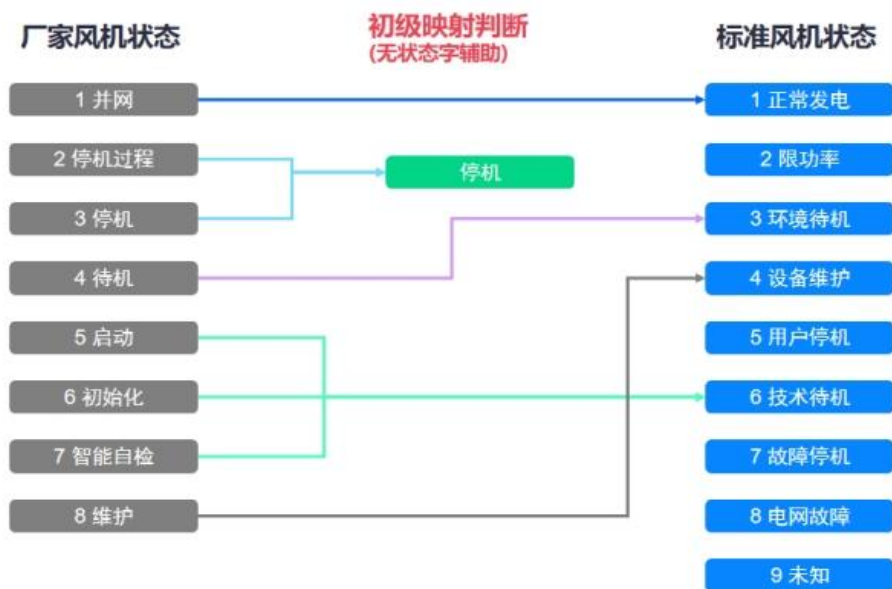 厂家风机状态
初级映射判断
(无状态字辅助)
标准风机状态
1 并网
1 正常发电
2 停机过程
停机
2 限功率
3 停机
3 环境待机
4 待机
4 设备维护
5 启动
5 用户停机
6 初始化
6 技术待机
7 智能自检
7 故障停机
8 维护
8 电网故障
9 未知